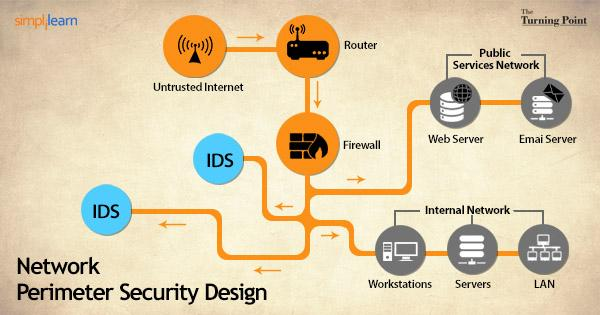 simplilearn
The
Turning Point
Untrusted Internet
Router
Firewall
Public
Services Network
Web Server
Emai Server
IDS
IDS
Internal Network
Workstations
Servers
LAN
Network
Perimeter Security Design